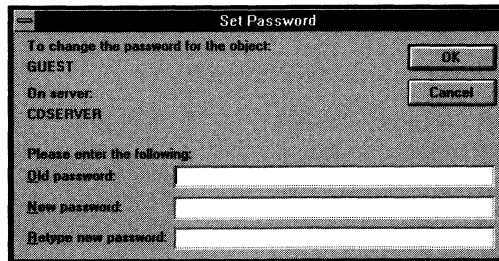 Set Password
To change the password for the object:
GUEST
OK
On server:
CDSERVER
Cancel
Please enter the following:
Old password:
New password:
Retype new password: